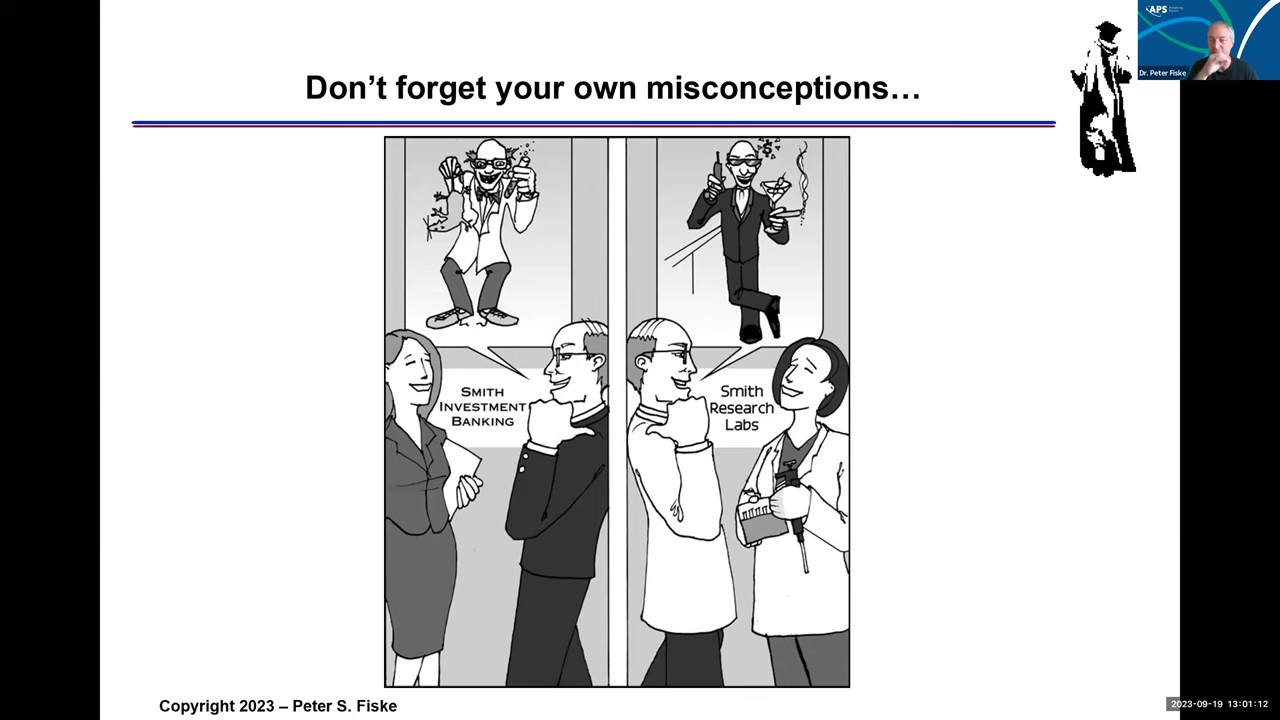 Don’t forget your own misconceptions…
APS
Dr. Peter Fiske
SMITH
INVESTMENT
BANKING
$
Smith
Research
Labs
Copyright 2023 – Peter S. Fiske
2023-09-19 13:01:12